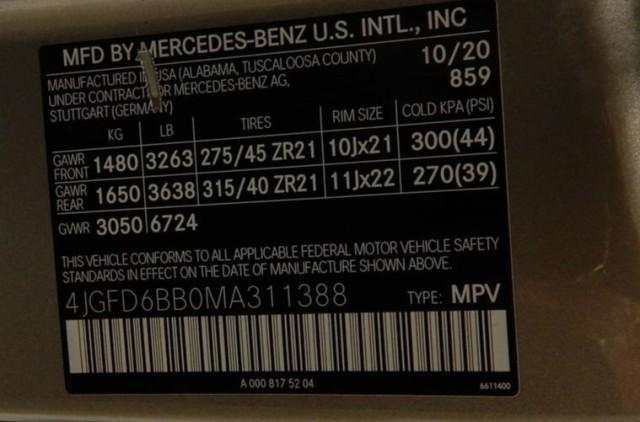 MFD BY MERCEDES-BENZ U.S. INTL., INC
MANUFACTURED IN USA (ALABAMA, TUSCALOOSA COUNTY) 10/20
UNDER CONTRACT FOR MERCEDES-BENZ AG, 859
STUTTGART (GERMANY)
KG LB TIRES RIM SIZE COLD KPA (PSI)
GAWR FRONT 1480 3263 275/45 ZR21 10Jx21 300(44)
GAWR REAR 1650 3638 315/40 ZR21 11Jx22 270(39)
GVWR 3050 6724
THIS VEHICLE CONFORMS TO ALL APPLICABLE FEDERAL MOTOR VEHICLE SAFETY
STANDARDS IN EFFECT ON THE DATE OF MANUFACTURE SHOWN ABOVE.
4JGFD6BB0MA311388 TYPE: MPV
A 000 817 52 04 6611400